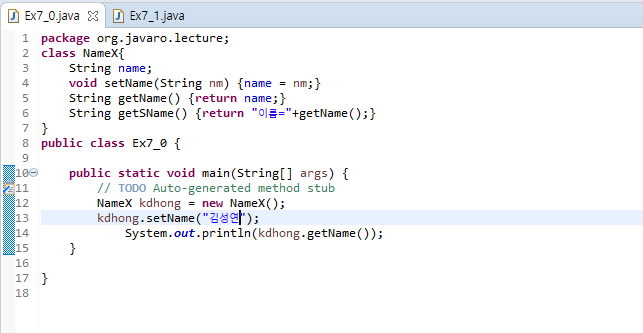 Ex7_0.java Ex7_1.java
1 package org.javaro.lecture;
2 class NameX{
3     String name;
4     void setName(String nm) {name = nm;}
5     String getName() {return name;}
6     String getSName() {return "이름="+getName();}
7 }
8 public class Ex7_0 {
9
10     public static void main(String[] args) {
11         // TODO Auto-generated method stub
12         NameX kdhong = new NameX();
13         kdhong.setName("김성연");
14             System.out.println(kdhong.getName());
15     }
16
17 }
18